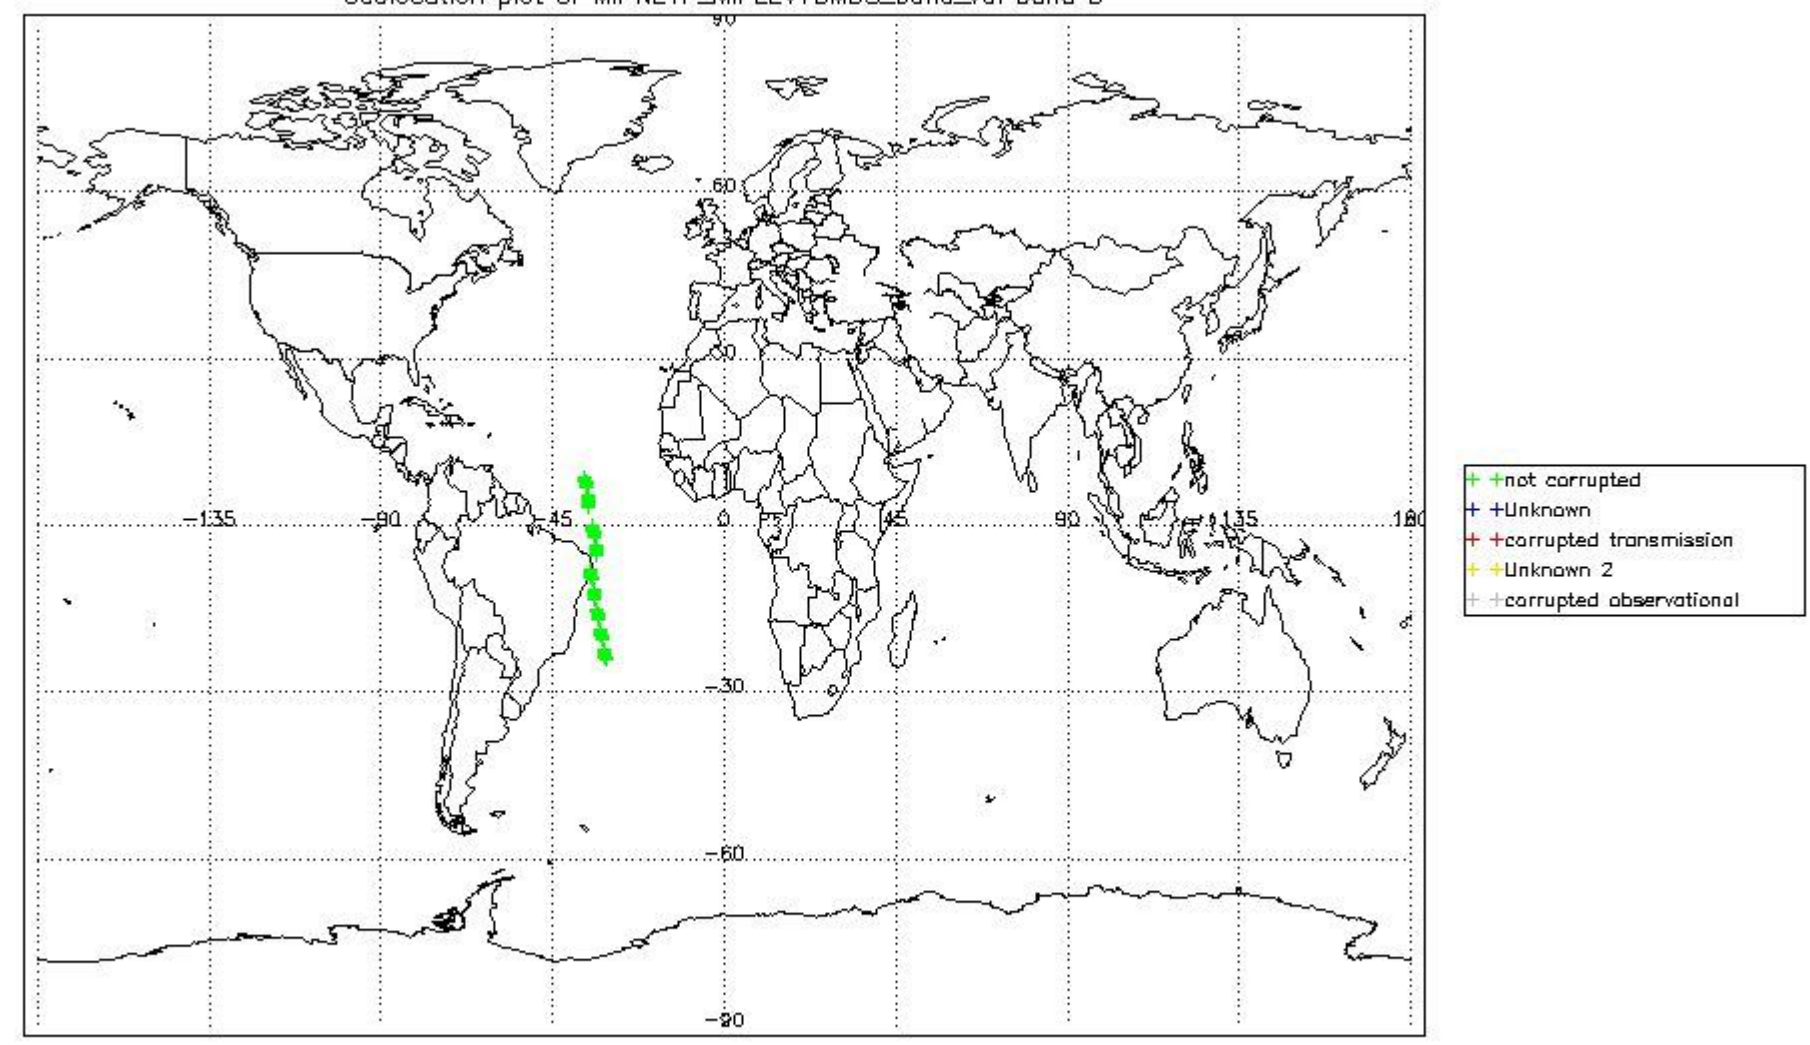 90
60
30
-135
-90
-45
0
45
90
135
180
-30
-60
-90
+ +not corrupted
+ +Unknown
+ +corrupted transmission
+ +Unknown 2
+ +corrupted observational